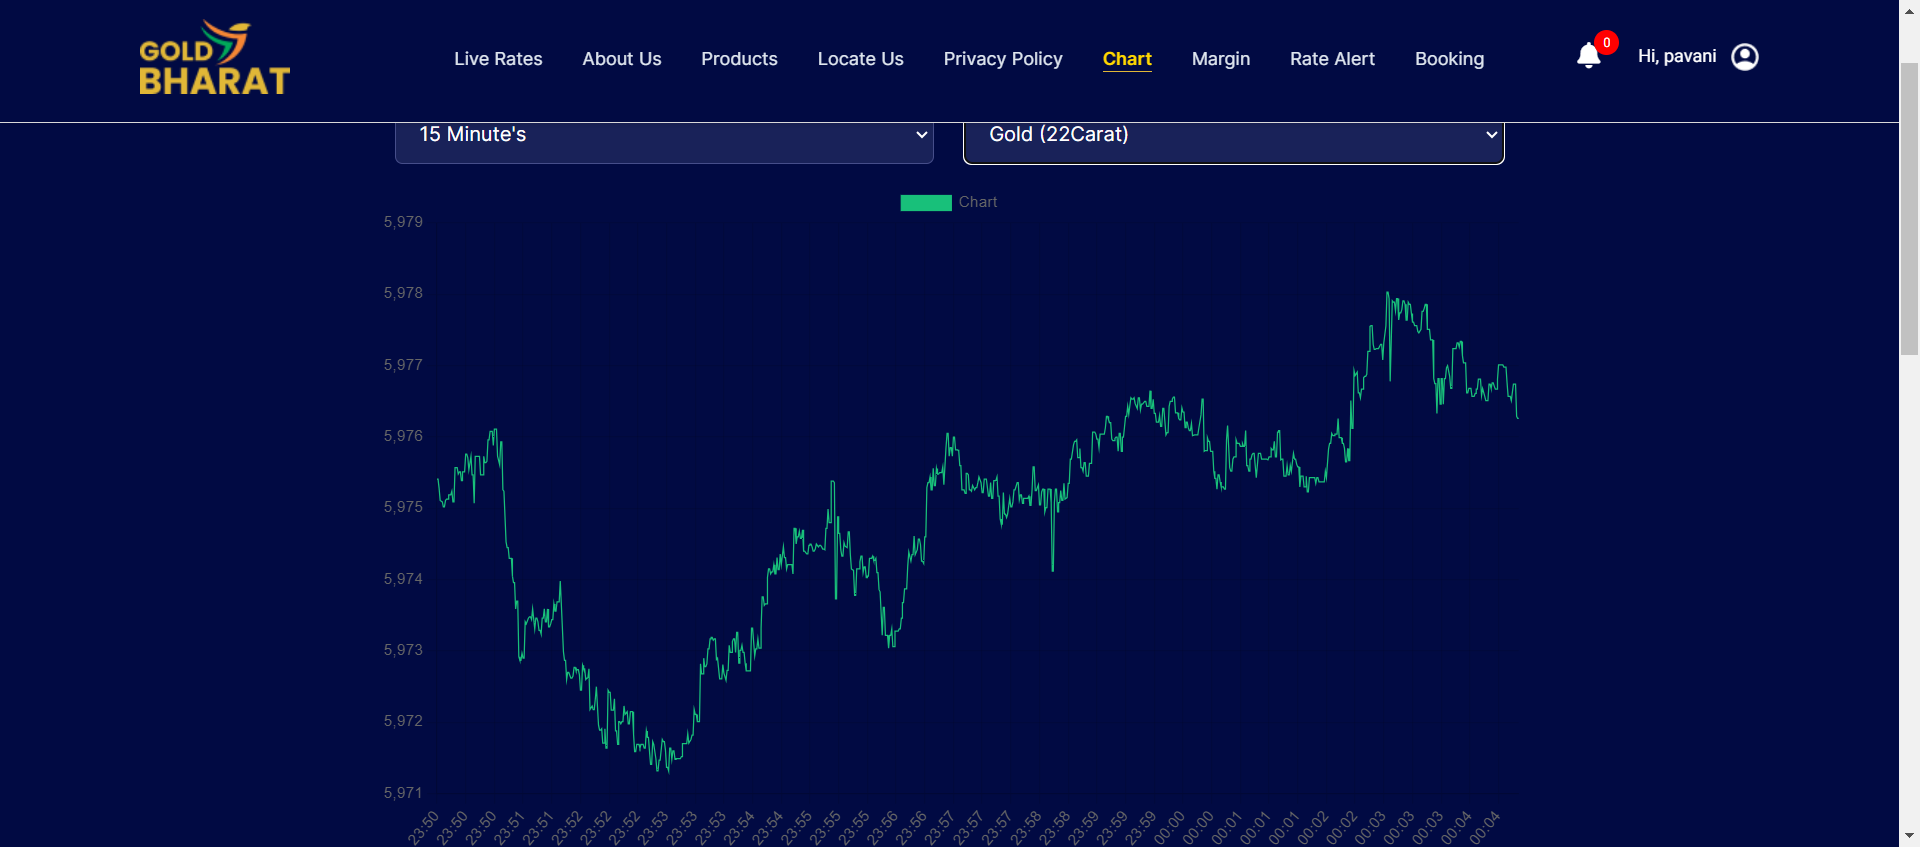 GOLD
BHARAT
Live Rates About Us Products Locate Us Privacy Policy Chart Margin Rate Alert Booking
0
Hi, pavani
15 Minute's
Gold (22Carat)
Chart
5,979
5,978
5,977
5,976
5,975
5,974
5,973
5,972
5,971
23:50 23:50 23:50 23:51 23:51 23:52 23:52 23:52 23:53 23:53 23:53 23:54 23:54 23:55 23:55 23:55 23:56 23:56 23:57 23:57 23:57 23:58 23:58 23:59 23:59 23:59 00:00 00:00 00:01 00:01 00:01 00:02 00:02 00:03 00:03 00:03 00:04 00:04